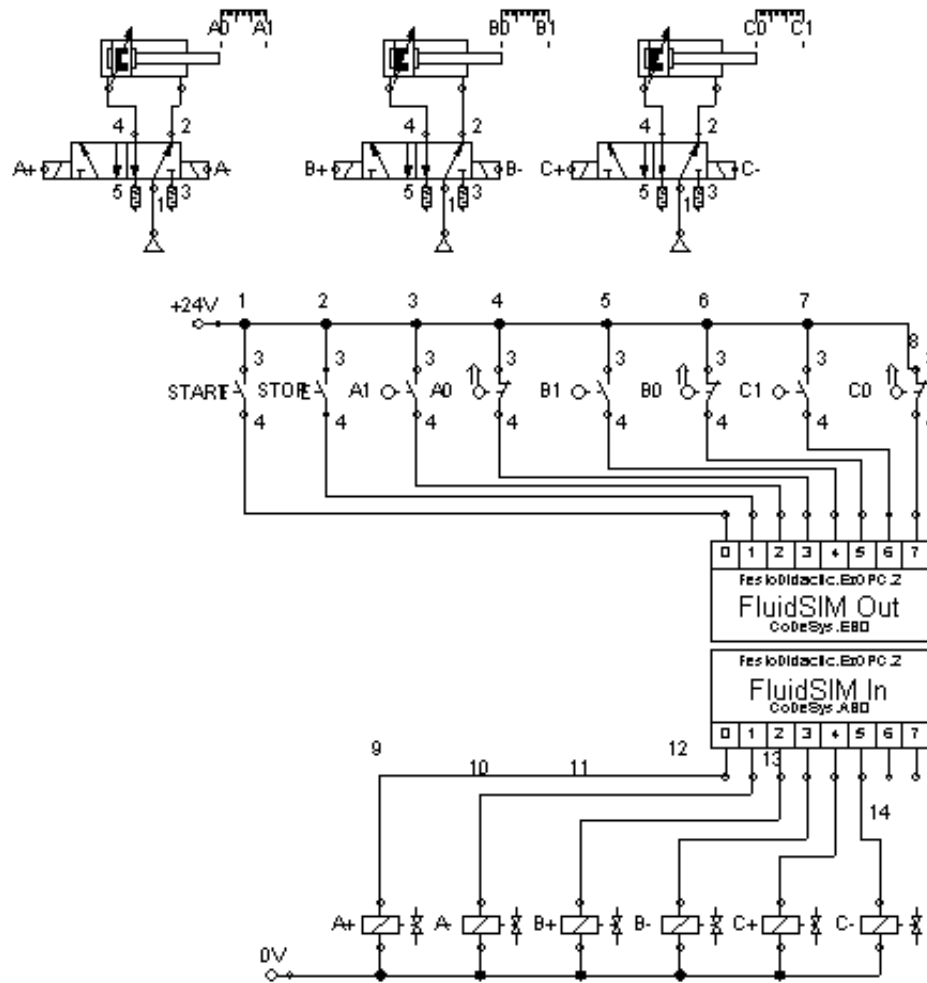 A0 A1 B0 B1 C0 C1
4 2 4 2 4 2
A+ A- B+ B- C+ C-
5 1 3 5 1 3 5 1 3
+24V 1 2 3 4 5 6 7 8
3 3 3 3 3 3 3
START STOP A1 A0 B1 B0 C1 C0
4 4 4 4 4 4 4
0 1 2 3 4 5 6 7
FestoDidactic.EzOPC.2
FluidSIM Out
CoDeSys.EB0
FestoDidactic.EzOPC.2
FluidSIM In
CoDeSys.AB0
0 1 2 3 4 5 6 7
9 10 11 12 13 14
A+ A- B+ B- C+ C-
0V